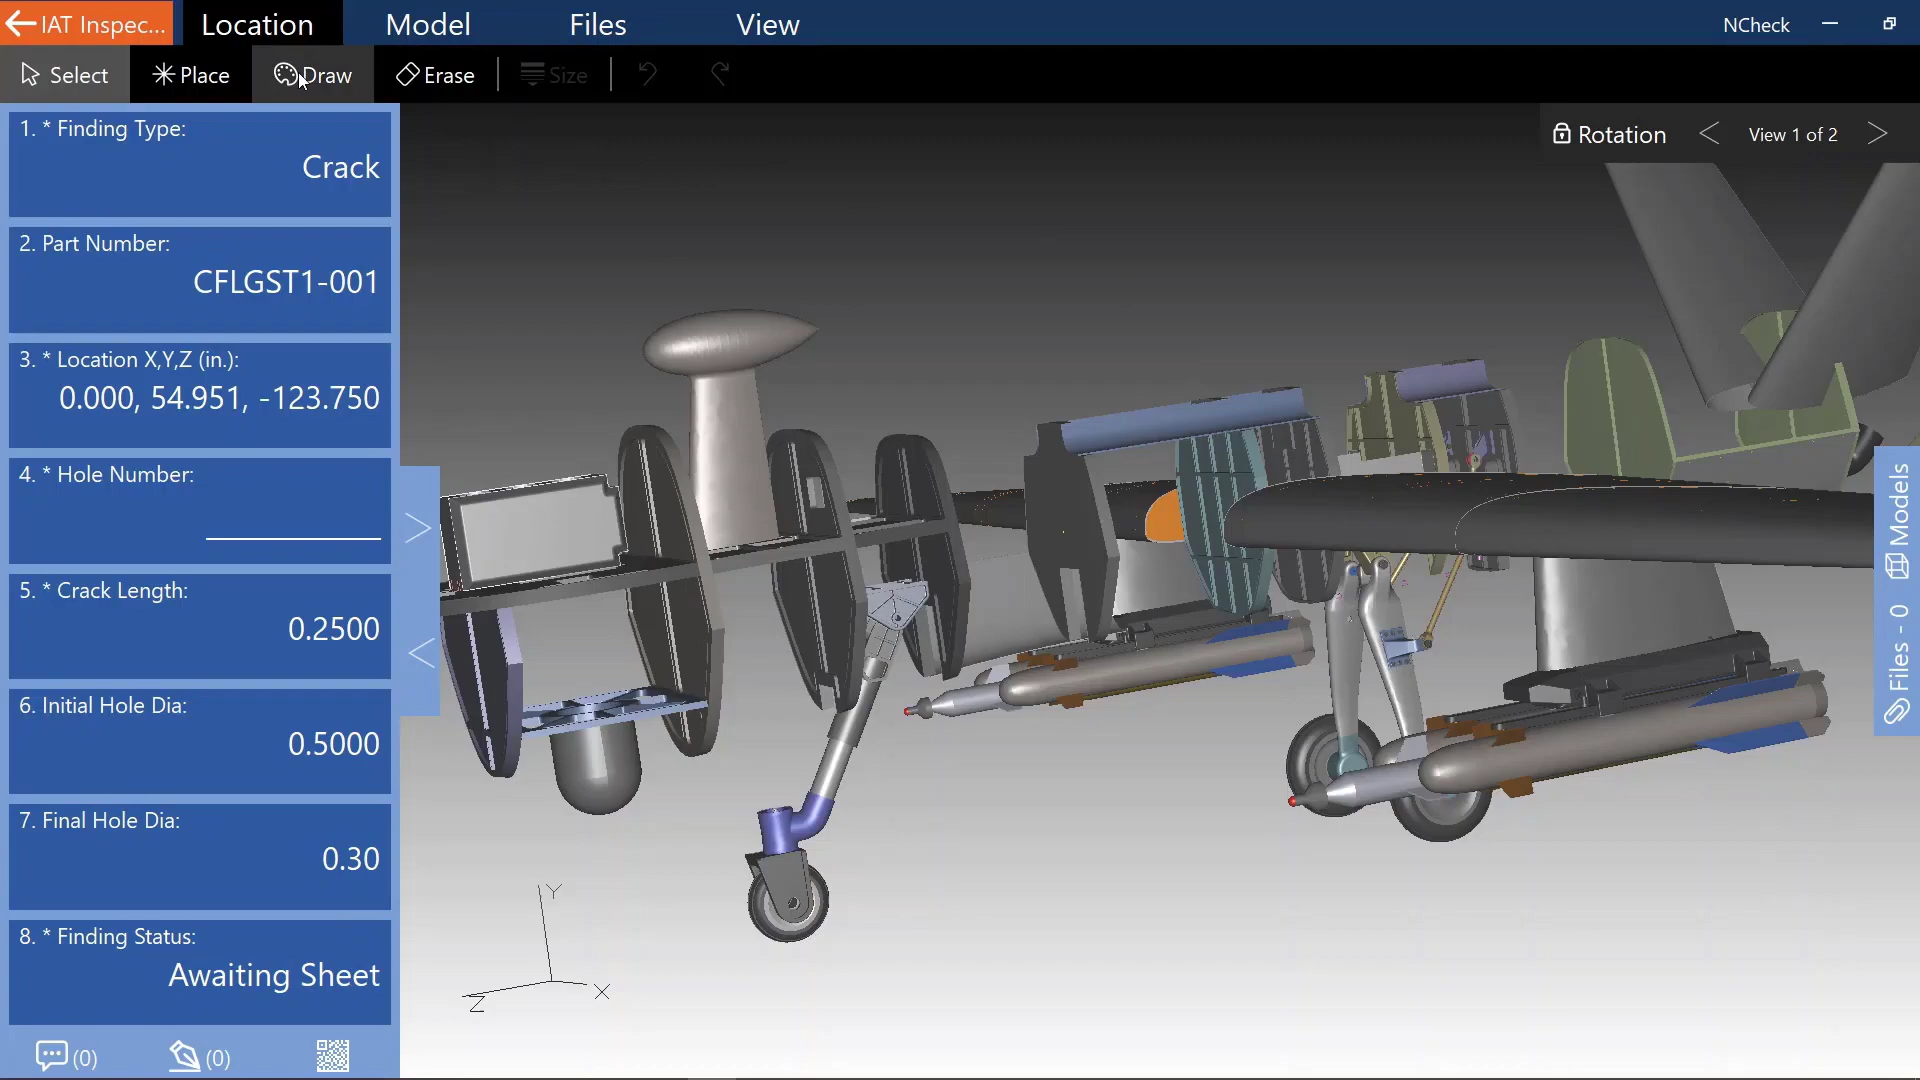 IAT Inspec...
Location
Model
Files
View
NCheck
Select
Place
Draw
Erase
Size
1. * Finding Type:
Crack
2. Part Number:
CFLGST1-001
3. * Location X,Y,Z (in.):
0.000, 54.951, -123.750
4. * Hole Number:
5. * Crack Length:
0.2500
6. Initial Hole Dia:
0.5000
7. Final Hole Dia:
0.30
8. * Finding Status:
Awaiting Sheet
(0)
(0)
Rotation
View 1 of 2
Models
Files - 0
Y
Z
X